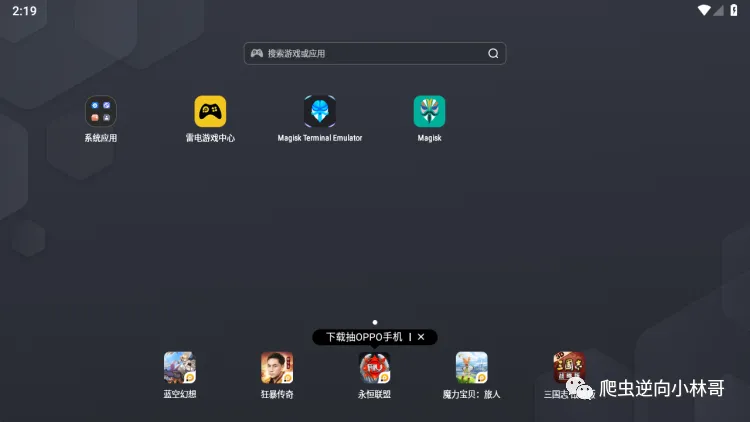 2:19
搜索游戏或应用
系统应用
雷电游戏中心
Magisk Terminal Emulator
Magisk
下载抽OPPO手机
蓝空幻想
狂暴传奇
永恒联盟
魔力宝贝：旅人
三国志
爬虫逆向小林哥